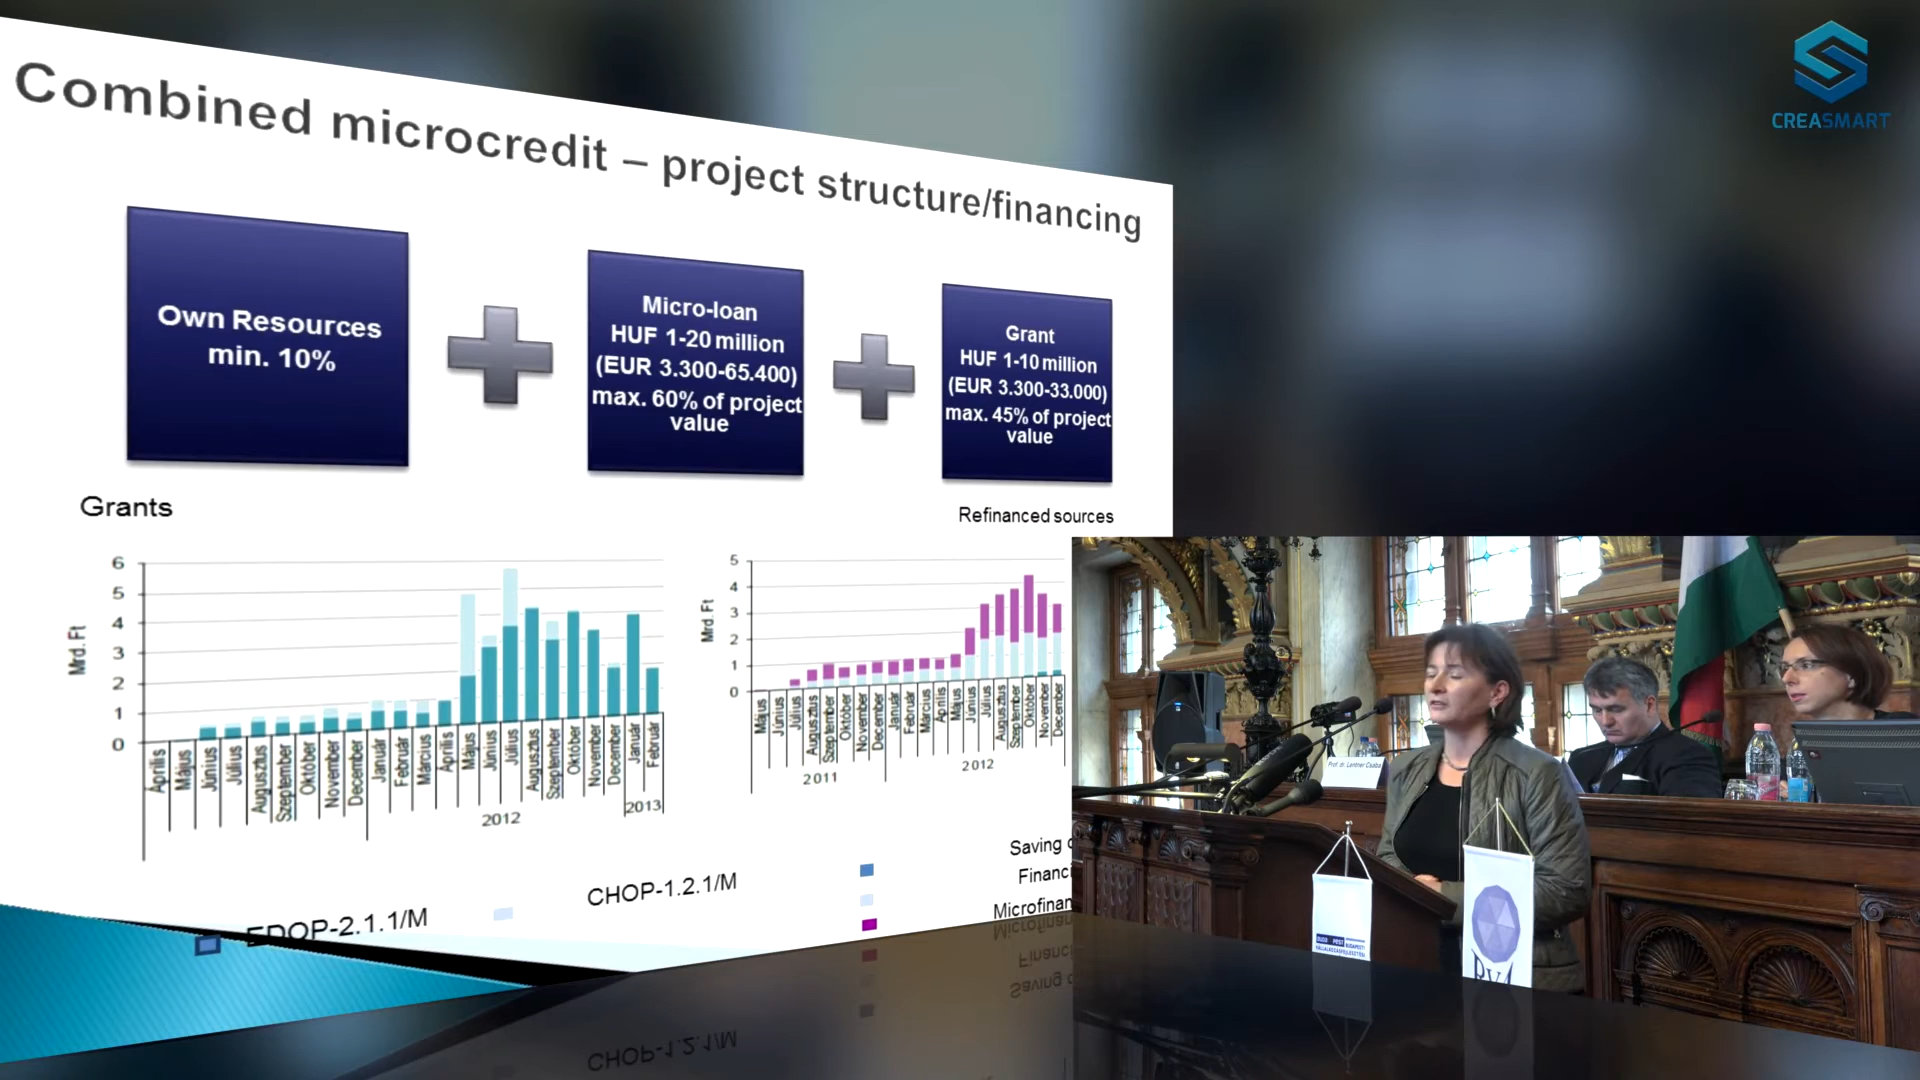 CREASMART
Combined microcredit – project structure/financing
Own Resources
min. 10%
Micro-loan
HUF 1-20 million
(EUR 3.300-65.400)
max. 60% of project
value
Grant
HUF 1-10 million
(EUR 3.300-33.000)
max. 45% of project
value
Grants
Refinanced sources
Mrd. Ft
6
5
4
3
2
1
0
Április
Május
Június
Július
Augusztus
Szeptember
Október
November
December
Január
Február
Március
Április
Május
Június
Július
Augusztus
Szeptember
Október
November
December
Január
Február
2012
2013
Mrd. Ft
5
4
3
2
1
0
Május
Június
Július
Augusztus
Szeptember
Október
November
December
Január
Február
Március
Április
Május
Június
Július
Augusztus
Szeptember
Október
November
December
2011
2012
EDOP-2.1.1/M
CHOP-1.2.1/M
Saving
Financ
Microfinan
Prof. dr. Lentner Csaba
BUDAPESTI
RVA